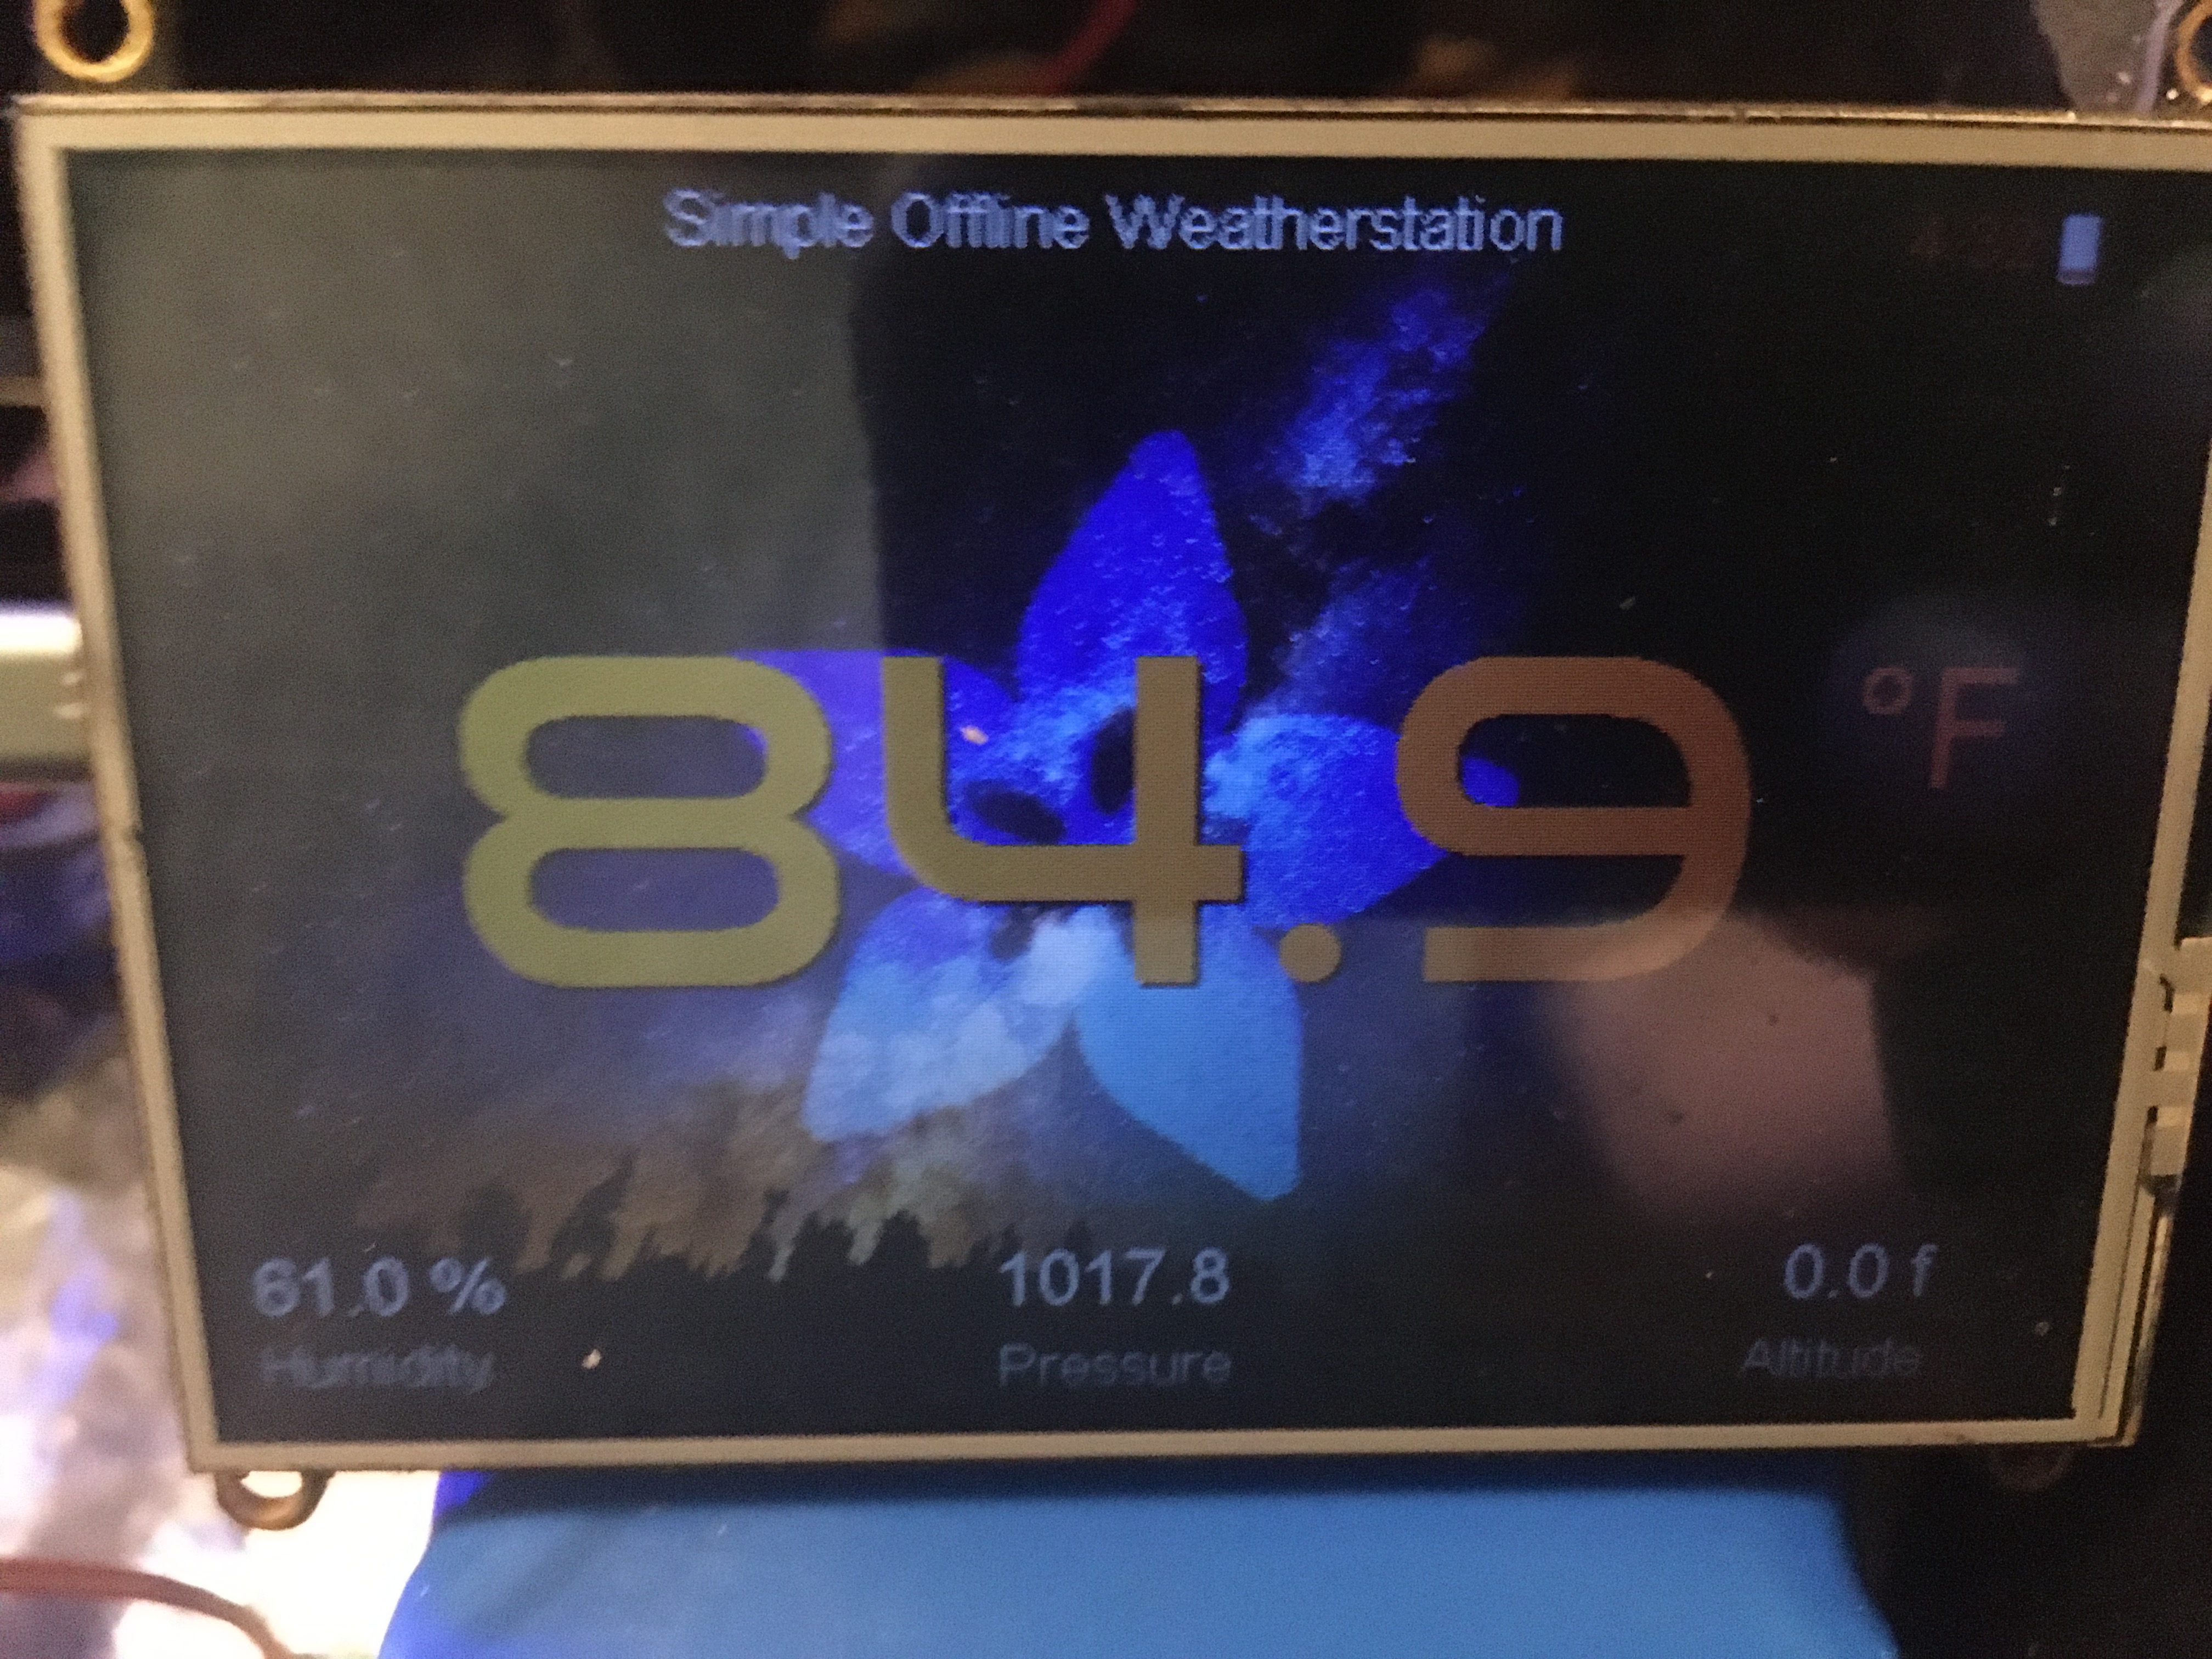 Simple Offline Weatherstation
84.9 °F
61.0 % 1017.8 0.0 f
Humidity Pressure Altitude